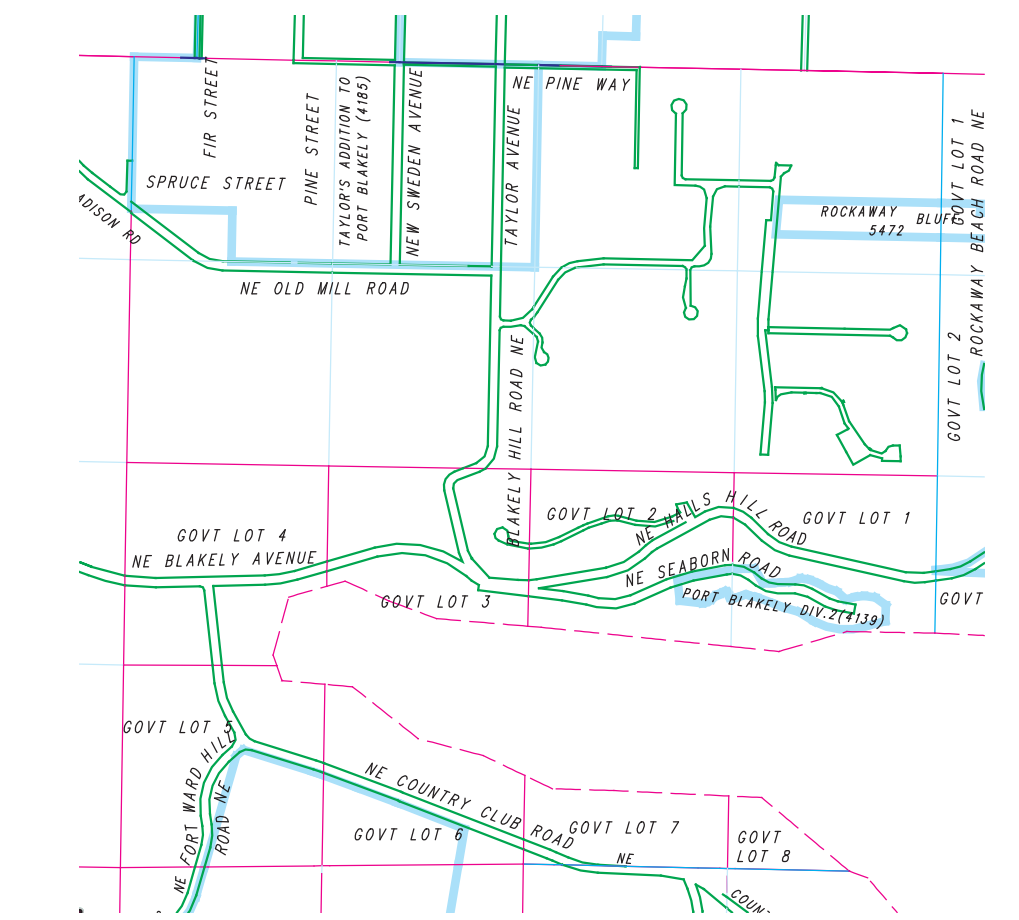 FIR STREET
PINE STREET
TAYLOR'S ADDITION TO
PORT BLAKELY (4185)
NEW SWEDEN AVENUE
TAYLOR AVENUE
NE PINE WAY
SPRUCE STREET
RD
NE OLD MILL ROAD
BLAKELY HILL ROAD NE
ROCKAWAY BLUFF
5472
GOVT LOT 1
ROCKAWAY BEACH ROAD NE
GOVT LOT 2
GOVT LOT 4
NE BLAKELY AVENUE
GOVT LOT 3
GOVT LOT 2
NE HALLS HILL ROAD
GOVT LOT 1
NE SEABORN ROAD
PORT BLAKELY DIV.2(4139)
GOVT
GOVT LOT 5
NE FORT WARD HILL
ROAD NE
NE COUNTRY CLUB ROAD
GOVT LOT 6
GOVT LOT 7
GOVT
LOT 8
NE